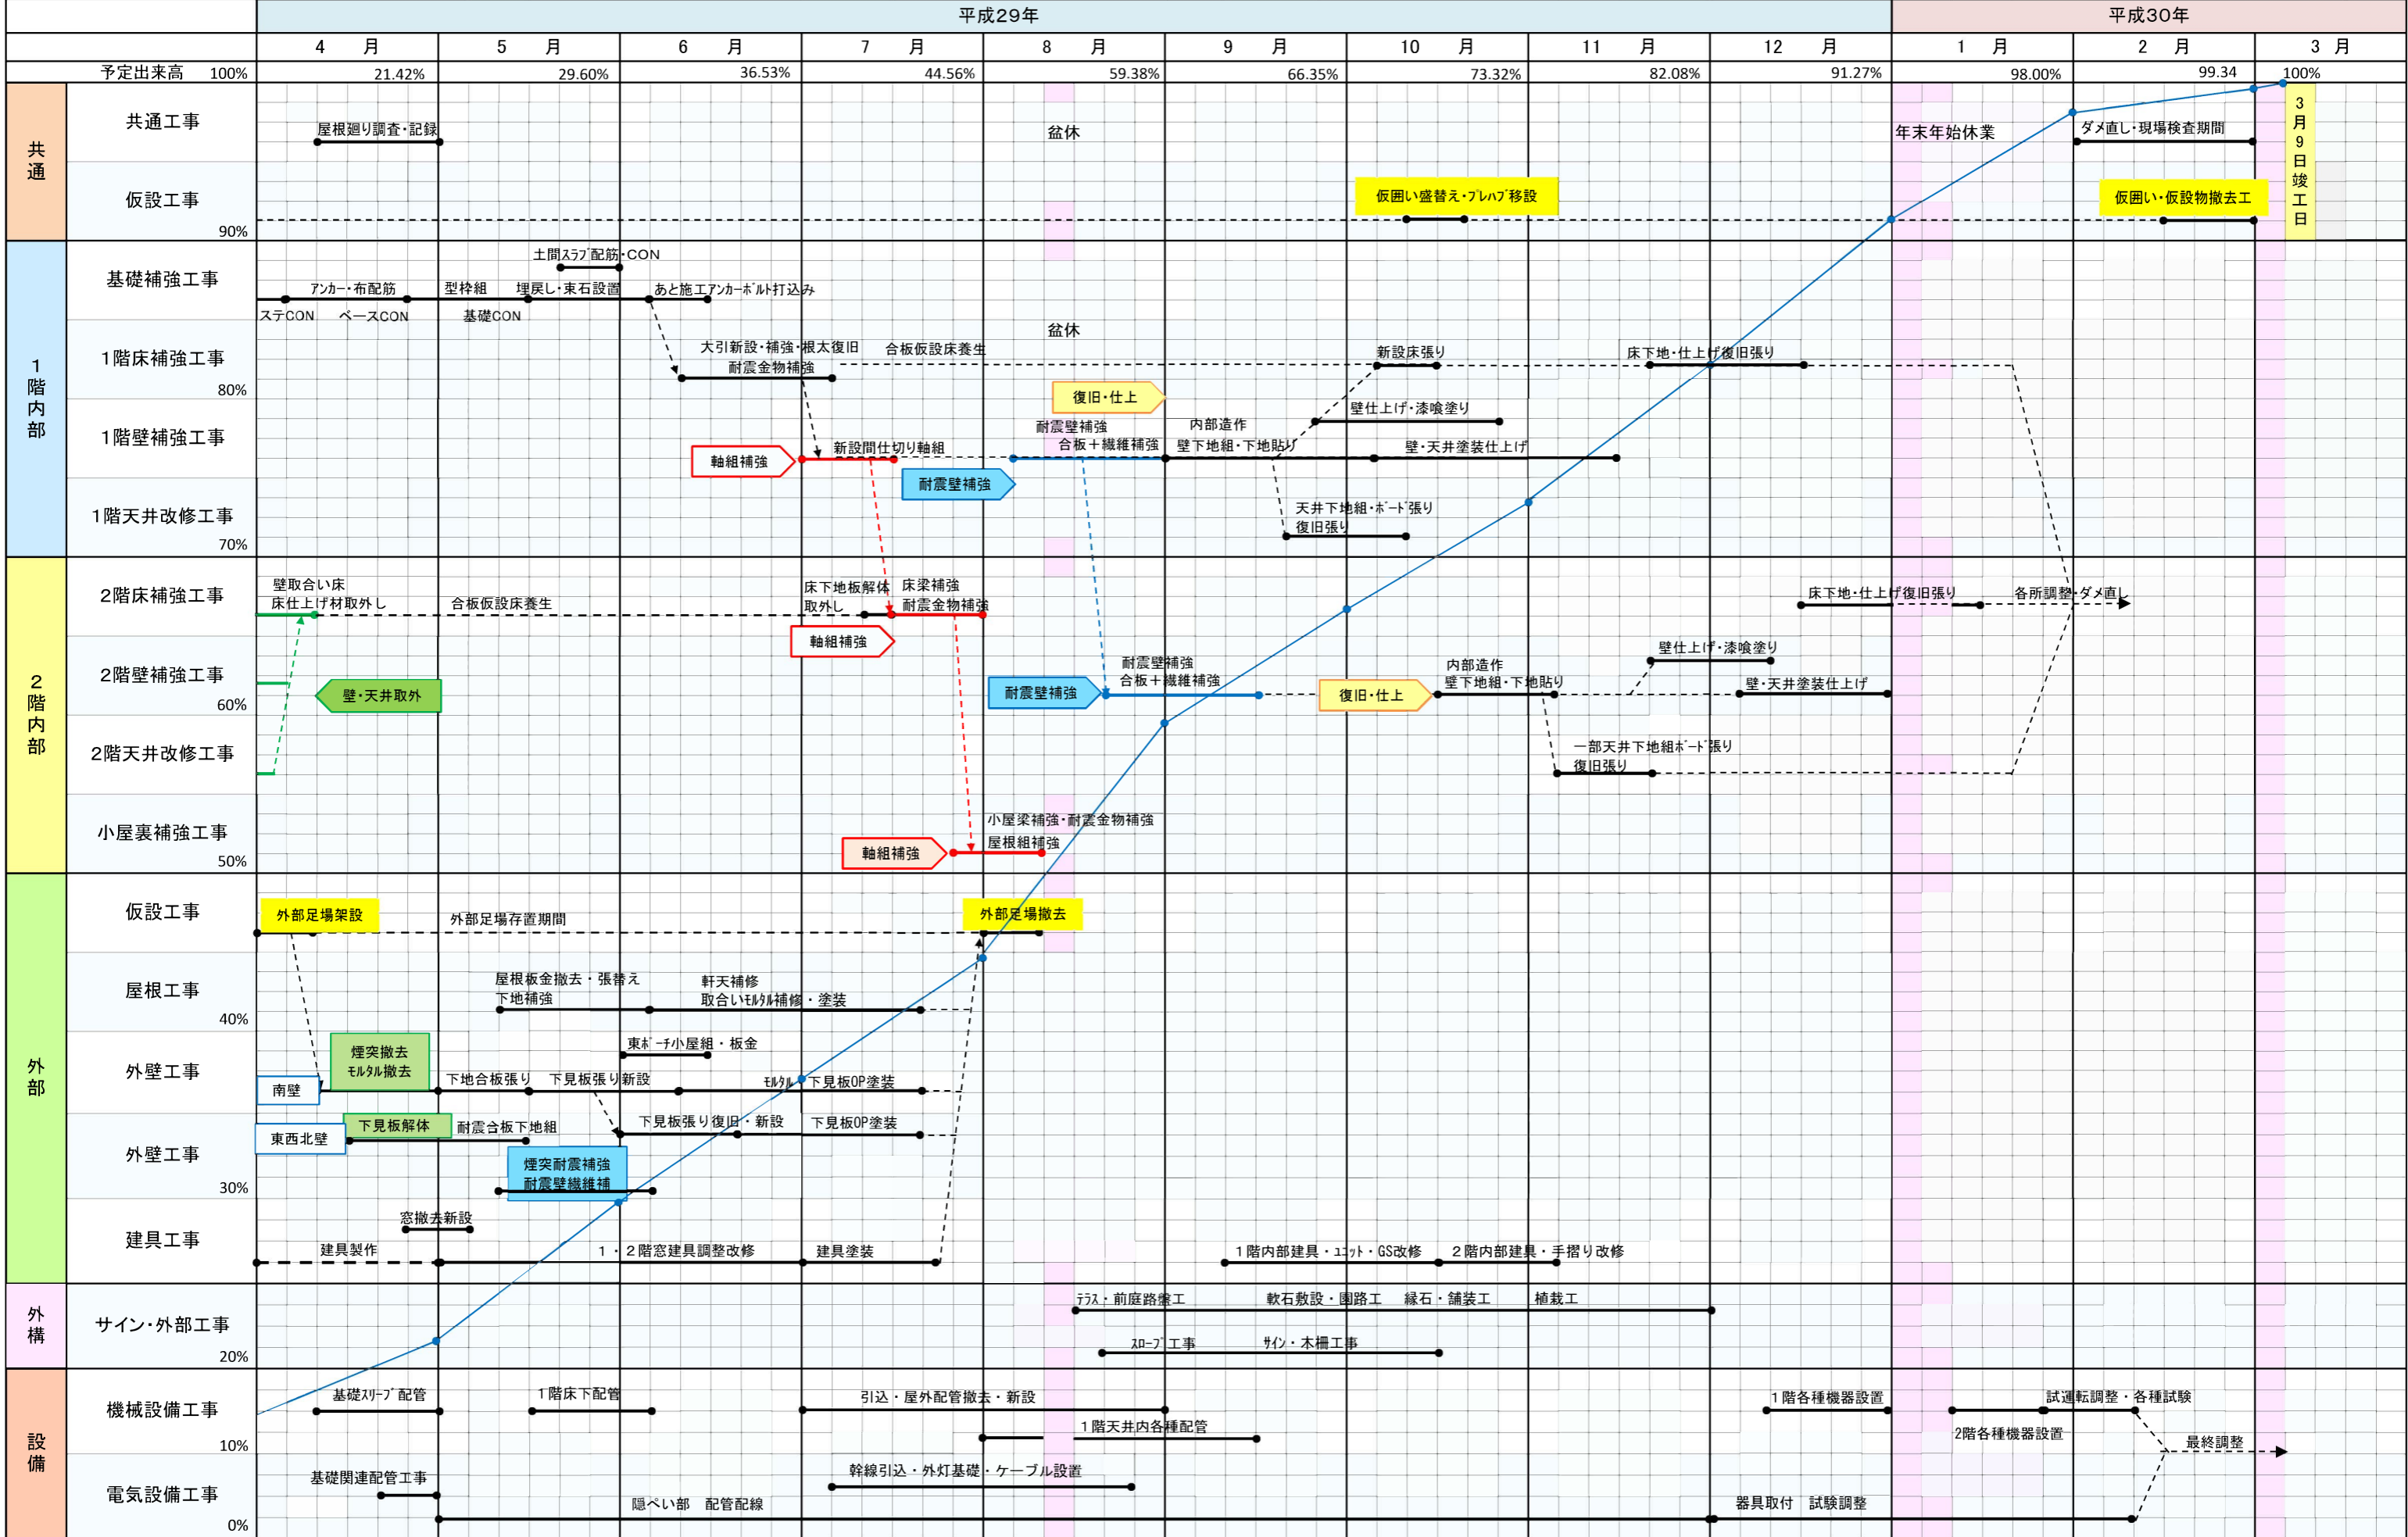 平成29年
平成30年
4 月
5 月
6 月
7 月
8 月
9 月
10 月
11 月
12 月
1 月
2 月
3 月
予定出来高 100%
21.42%
29.60%
36.53%
44.56%
59.38%
66.35%
73.32%
82.08%
91.27%
98.00%
99.34
100%
共通
共通工事
屋根廻り調査・記録
盆休
年末年始休業
ダメ直し・現場検査期間
3月9日竣工日
仮設工事
90%
仮囲い盛替え・ﾌﾟﾚﾊﾌﾞ移設
仮囲い・仮設物撤去工
1階内部
基礎補強工事
土間ｽﾗﾌﾞ配筋・CON
アンカー・布配筋
型枠組
埋戻し・束石設置
あと施工アンカーボルト打込み
ステCON
ベースCON
基礎CON
1階床補強工事
80%
盆休
大引新設・補強・根太復旧
耐震金物補強
合板仮設床養生
新設床張り
床下地・仕上げ復旧張り
復旧・仕上
1階壁補強工事
軸組補強
新設間仕切り軸組
耐震壁補強
耐震壁補強
合板＋繊維補強
内部造作
壁下地組・下地貼り
壁仕上げ・漆喰塗り
壁・天井塗装仕上げ
1階天井改修工事
70%
天井下地組・ボード張り
復旧張り
2階内部
2階床補強工事
壁取合い床
床仕上げ材取外し
合板仮設床養生
床下地板解体
取外し
床梁補強
耐震金物補強
軸組補強
床下地・仕上げ復旧張り
各所調整・ダメ直し
2階壁補強工事
60%
壁・天井取外
耐震壁補強
耐震壁補強
合板＋繊維補強
復旧・仕上
内部造作
壁下地組・下地貼り
壁仕上げ・漆喰塗り
壁・天井塗装仕上げ
2階天井改修工事
一部天井下地組ボード張り
復旧張り
小屋裏補強工事
50%
軸組補強
小屋梁補強・耐震金物補強
屋根組補強
外部
仮設工事
外部足場架設
外部足場存置期間
外部足場撤去
屋根工事
40%
屋根板金撤去・張替え
下地補強
軒天補修
取合いﾓﾙﾀﾙ補修・塗装
外壁工事
南壁
煙突撤去
ﾓﾙﾀﾙ撤去
下地合板張り
下見板張り新設
東ﾎﾟｰﾁ小屋組・板金
ﾓﾙﾀﾙ
下見板OP塗装
外壁工事
30%
東西北壁
下見板解体
耐震合板下地組
下見板張り復旧・新設
下見板OP塗装
煙突耐震補強
耐震壁繊維補
建具工事
窓撤去新設
建具製作
1・2階窓建具調整改修
建具塗装
1階内部建具・ﾕﾆｯﾄ・GS改修
2階内部建具・手摺り改修
外構
サイン・外部工事
20%
ﾃﾗｽ・前庭路盤工
軟石敷設・園路工
縁石・舗装工
植栽工
ｽﾛｰﾌﾟ工事
ｻｲﾝ・木柵工事
設備
機械設備工事
10%
基礎ｽﾘｰﾌﾞ配管
1階床下配管
引込・屋外配管撤去・新設
1階天井内各種配管
1階各種機器設置
2階各種機器設置
試運転調整・各種試験
最終調整
電気設備工事
0%
基礎関連配管工事
隠ぺい部 配管配線
幹線引込・外灯基礎・ケーブル設置
器具取付 試験調整